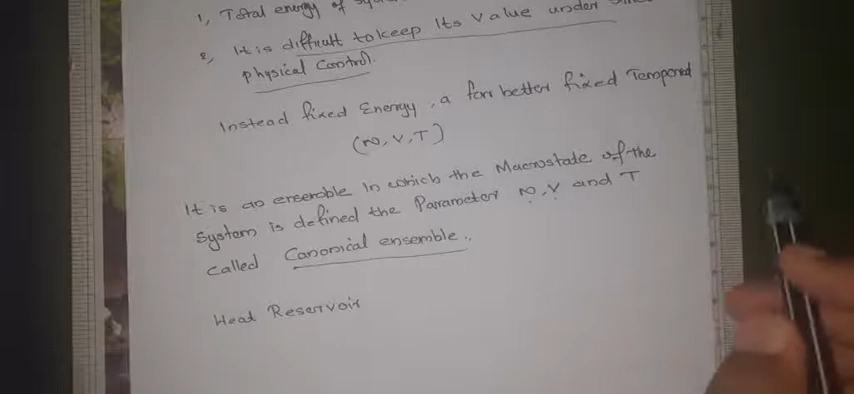 1, Total energy of
2, It is difficult to keep Its Value under
physical Control.
Instead fixed Energy, a far better fixed Temperat
(N, V, T)
It is an ensemble In which the Macrostate of the
System is defined the Parameter N, V and T
called Canonical ensemble.
Heat Reservoir